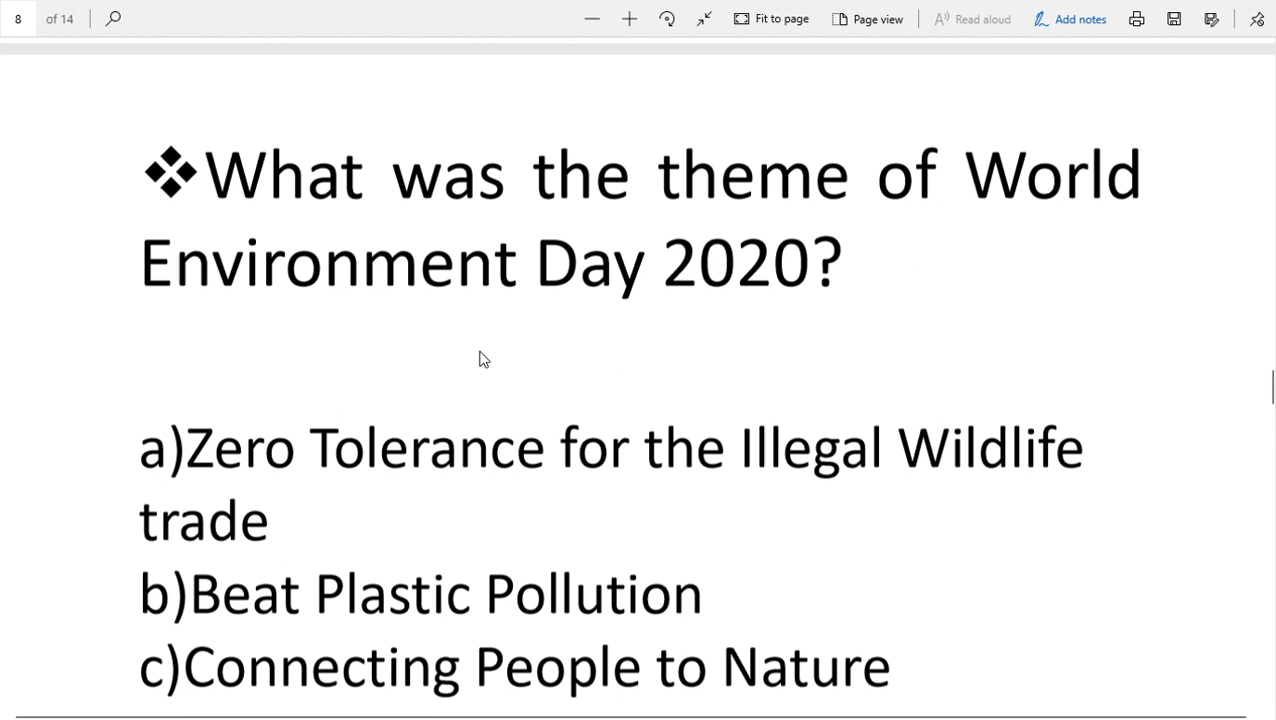 8 of 14 Fit to page Page view Read aloud Add notes
❖What was the theme of World
Environment Day 2020?
a)Zero Tolerance for the Illegal Wildlife
trade
b)Beat Plastic Pollution
c)Connecting People to Nature